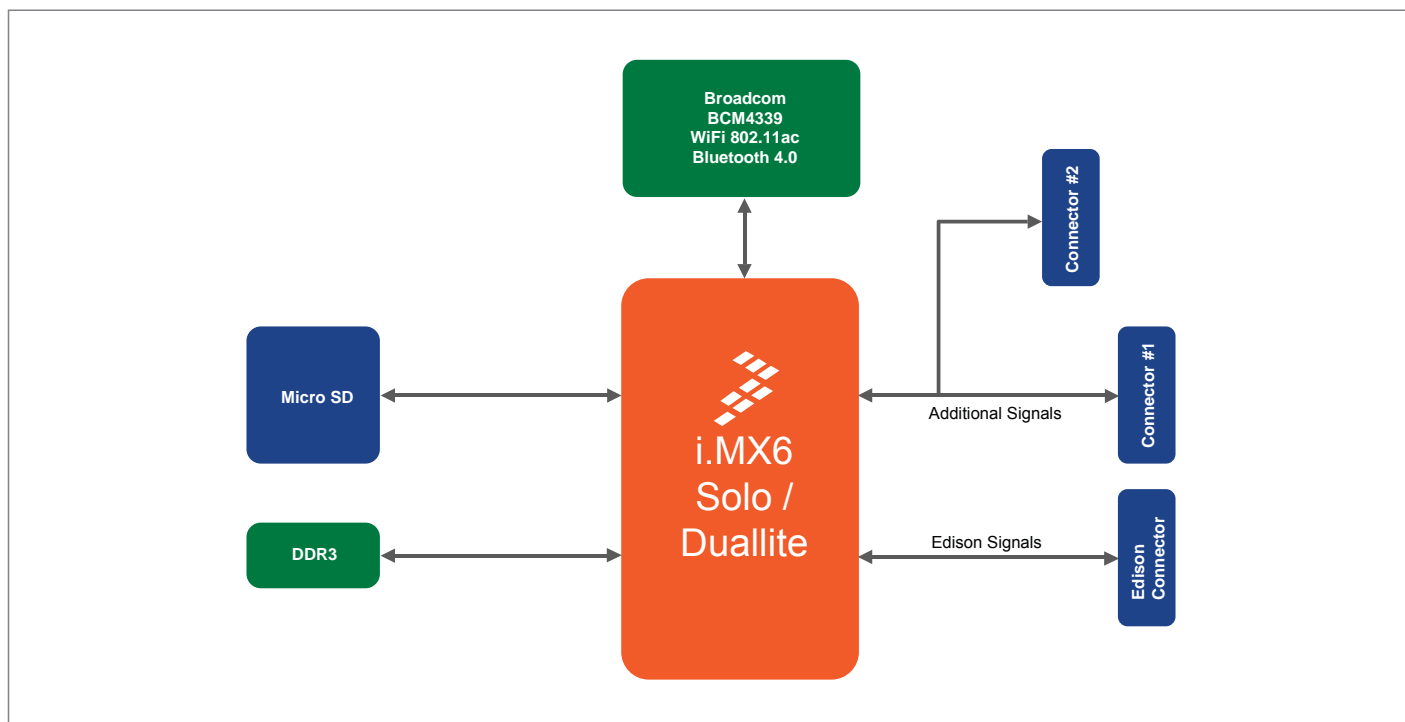 Broadcom
BCM4339
WiFi 802.11ac
Bluetooth 4.0
Connector #2
Micro SD
i.MX6
Solo /
Duallite
Additional Signals
Connector #1
DDR3
Edison Signals
Edison
Connector